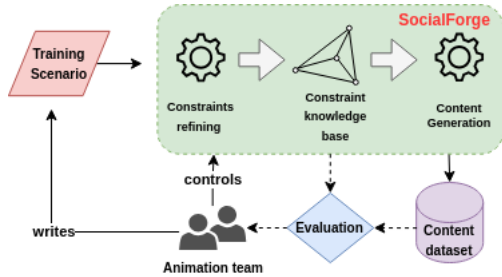 SocialForge
Training
Scenario
Constraints
refining
Constraint
knowledge
base
Content
Generation
controls
writes
Animation team
Evaluation
Content
dataset